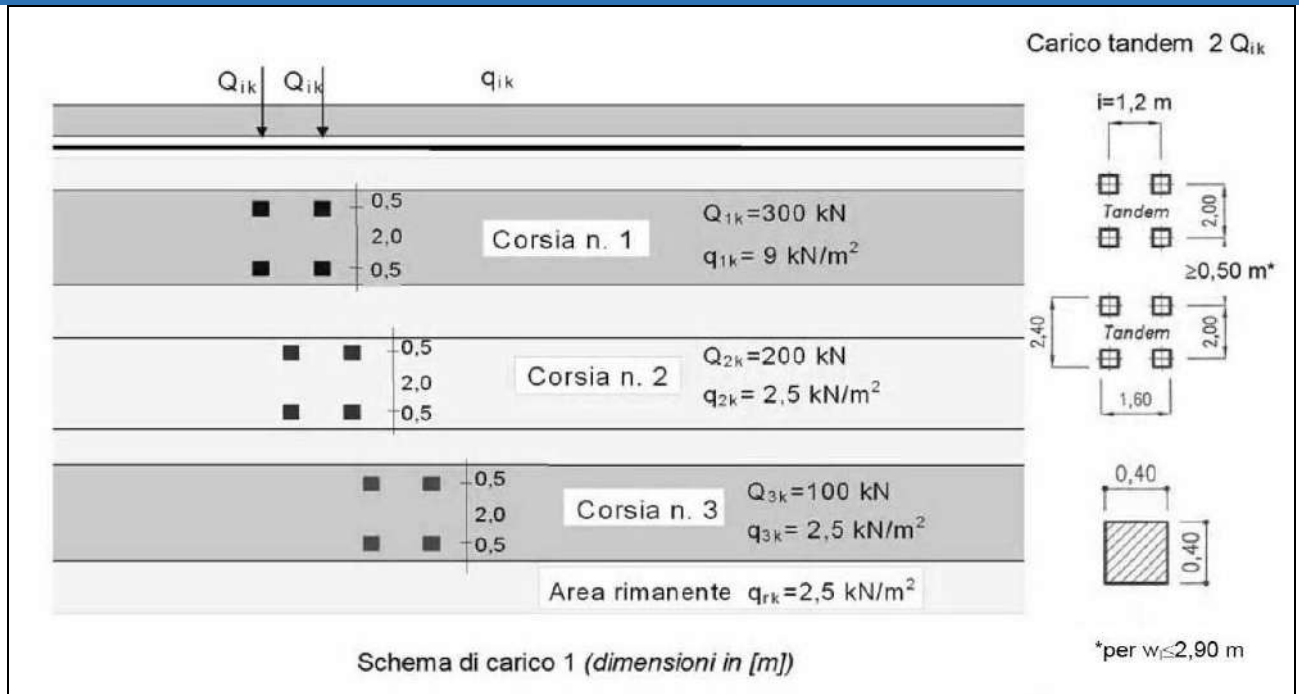 Carico tandem 2 Qik
Qik Qik qik
i=1,2 m
0,5
2,0
0,5
Corsia n. 1
Q1k=300 kN
q1k= 9 kN/m²
Tandem
2,00
≥0,50 m*
0,5
2,0
0,5
Corsia n. 2
Q2k=200 kN
q2k= 2,5 kN/m²
2,40
Tandem
2,00
1,60
0,5
2,0
0,5
Corsia n. 3
Q3k=100 kN
q3k= 2,5 kN/m²
0,40
0,40
Area rimanente qrk=2,5 kN/m²
Schema di carico 1 (dimensioni in [m])
*per wl≤2,90 m